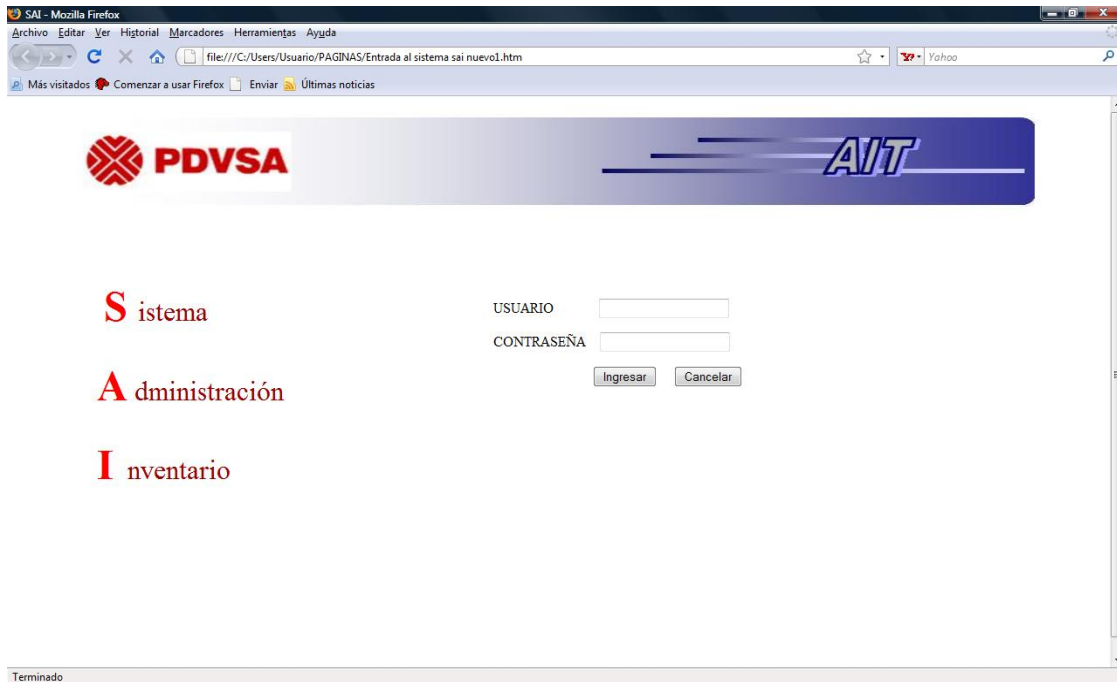 SAI - Mozilla Firefox
Archivo Editar Ver Historial Marcadores Herramientas Ayuda
file:///C:/Users/Usuario/PAGINAS/Entrada al sistema sai nuevo1.htm
Yahoo
Más visitados Comenzar a usar Firefox Enviar Últimas noticias
PDVSA
AIT
S istema
USUARIO
CONTRASEÑA
Ingresar Cancelar
A dministración
I nventario
Terminado